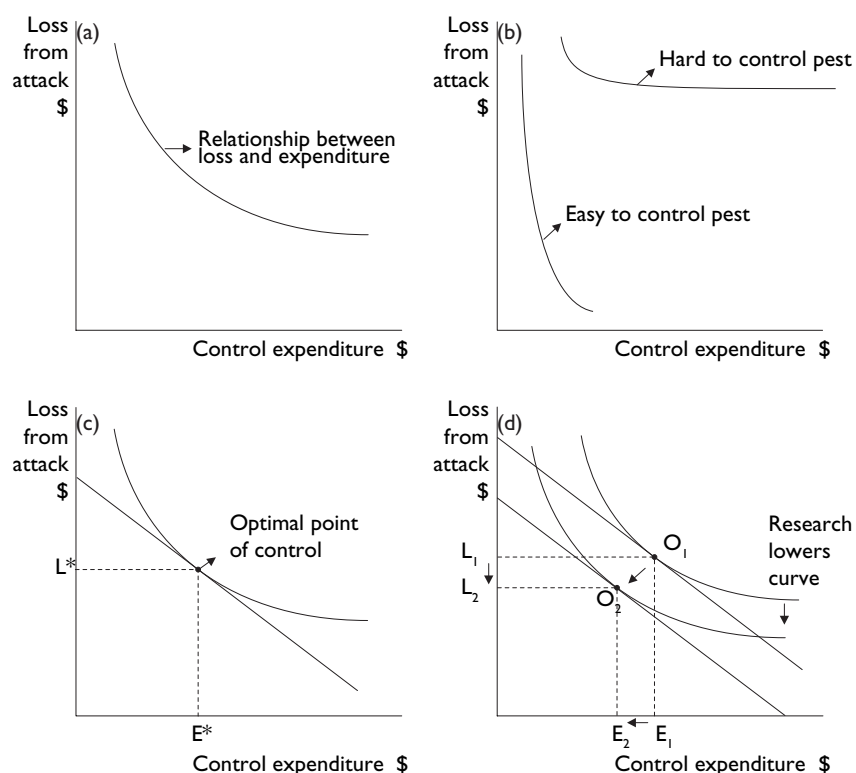 (a)
Loss
from
attack
$
Relationship between
loss and expenditure
Control expenditure $
(b)
Loss
from
attack
$
Hard to control pest
Easy to control pest
Control expenditure $
(c)
Loss
from
attack
$
Optimal point
of control
L*
E*
Control expenditure $
(d)
Loss
from
attack
$
O₁
Research
lowers
curve
L₁
L₂
O₂
E₂ E₁
Control expenditure $